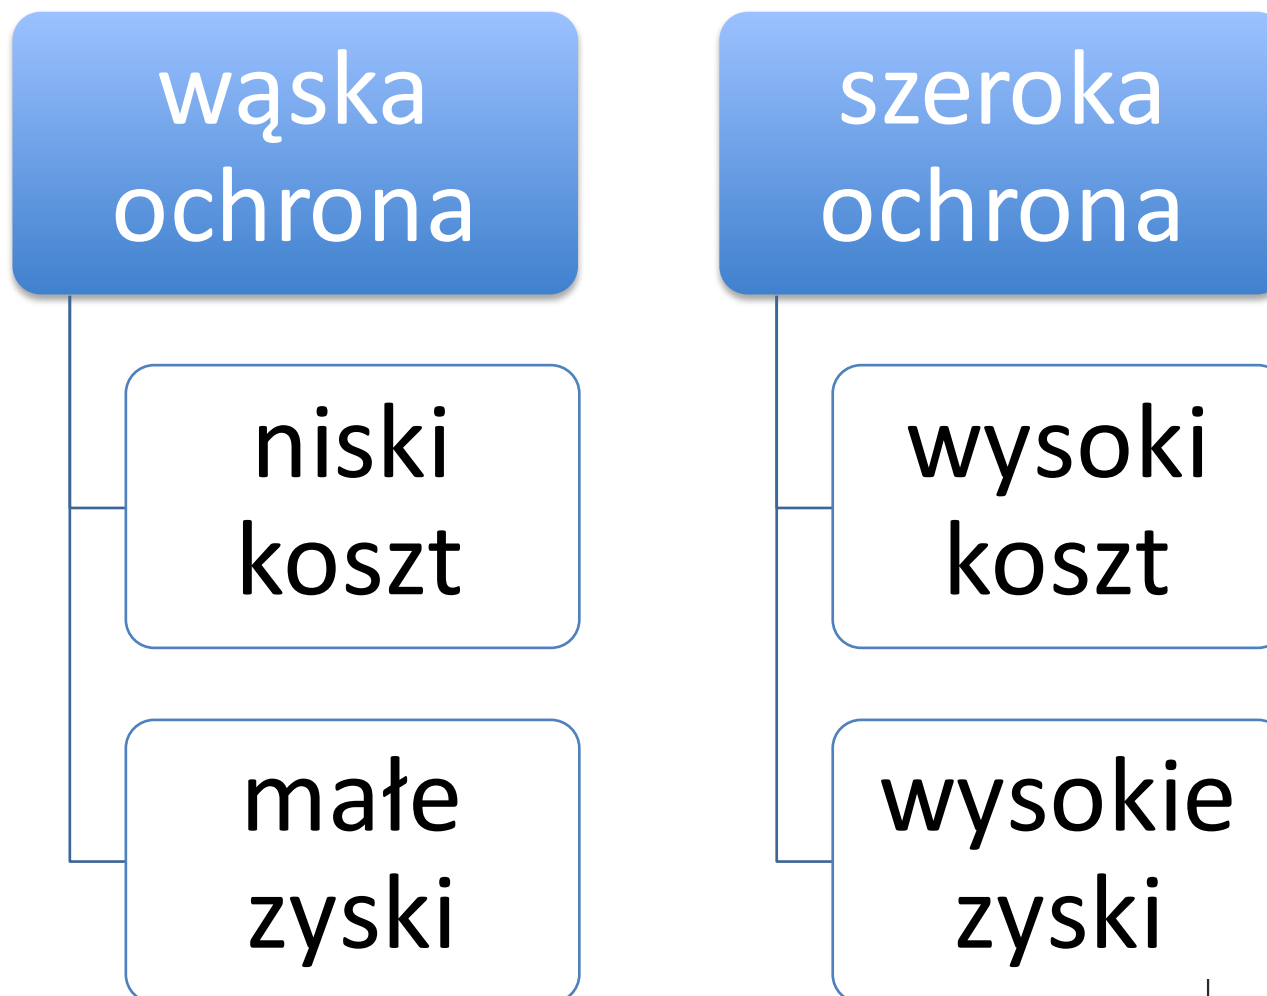 wąska
ochrona
niski
koszt
małe
zyski
szeroka
ochrona
wysoki
koszt
wysokie
zyski